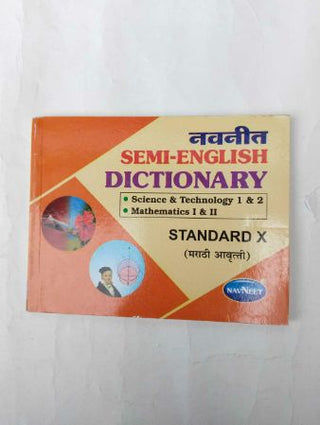 नवनीत
SEMI-ENGLISH
DICTIONARY
• Science & Technology 1 & 2
• Mathematics I & II
STANDARD X
(मराठी आवृत्ती)
NAVNEET